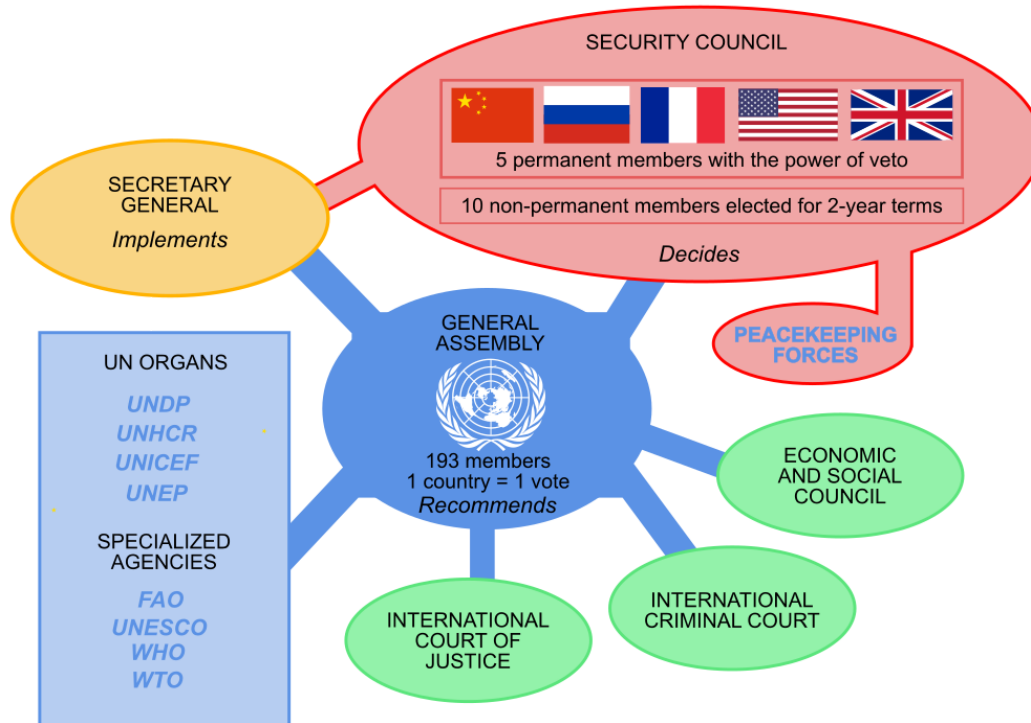 SECURITY COUNCIL
5 permanent members with the power of veto
10 non-permanent members elected for 2-year terms
Decides
SECRETARY
GENERAL
Implements
PEACEKEEPING
FORCES
GENERAL
ASSEMBLY
193 members
1 country = 1 vote
Recommends
UN ORGANS
UNDP
UNHCR
UNICEF
UNEP
SPECIALIZED
AGENCIES
FAO
UNESCO
WHO
WTO
ECONOMIC
AND SOCIAL
COUNCIL
INTERNATIONAL
CRIMINAL COURT
INTERNATIONAL
COURT OF
JUSTICE